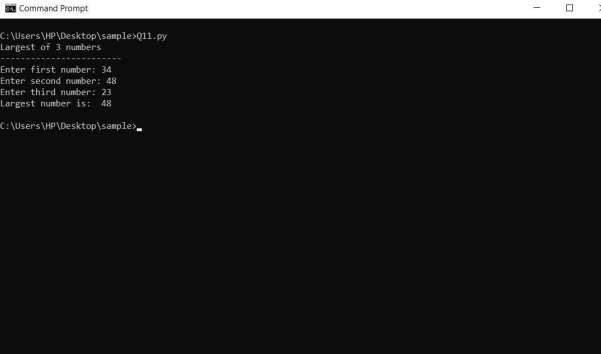 Command Prompt
C:\Users\HP\Desktop\sample>Q11.py
Largest of 3 numbers
------------------------
Enter first number: 34
Enter second number: 48
Enter third number: 23
Largest number is:  48
C:\Users\HP\Desktop\sample>